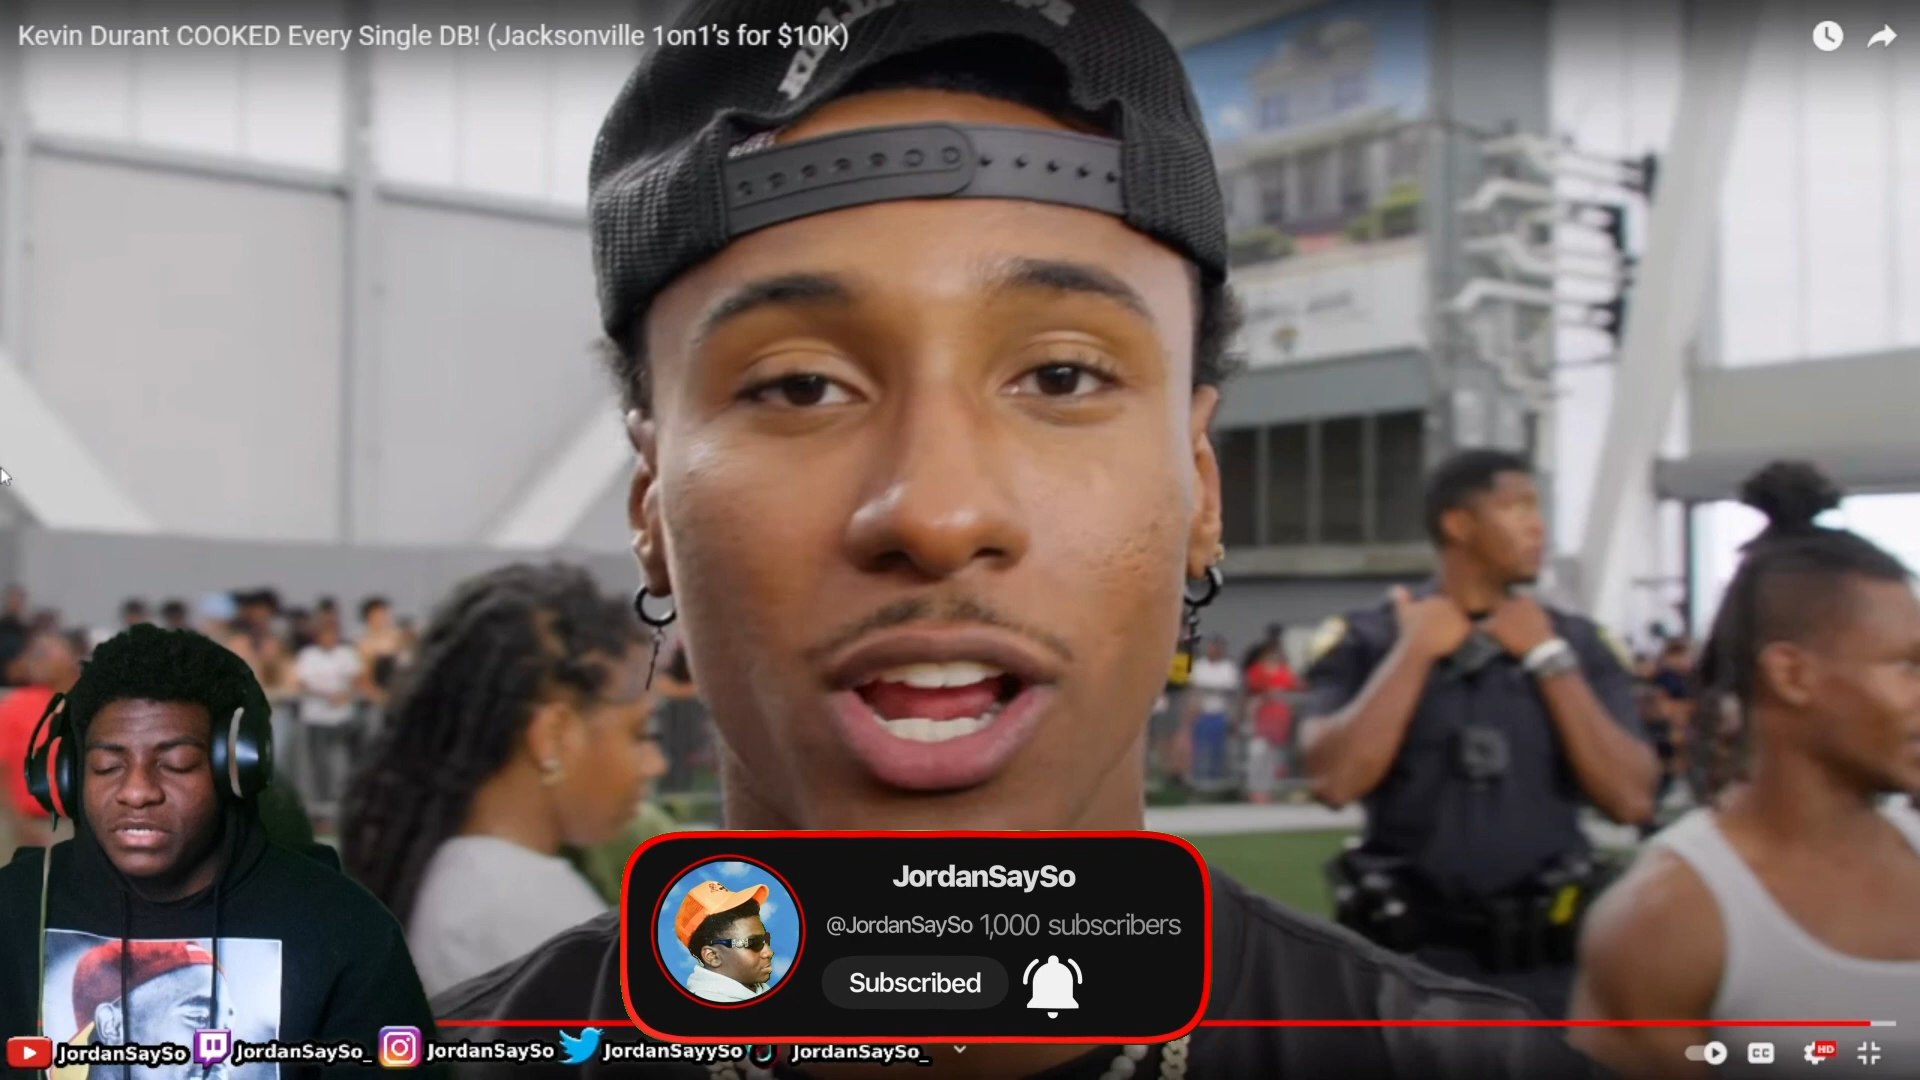 Kevin Durant COOKED Every Single DB! (Jacksonville 1on1's for $10K)
JordanSaySo
@JordanSaySo 1,000 subscribers
Subscribed
JordanSaySo
JordanSaySo_
JordanSaySo
JordanSayySo
JordanSaySo_
CC
HD